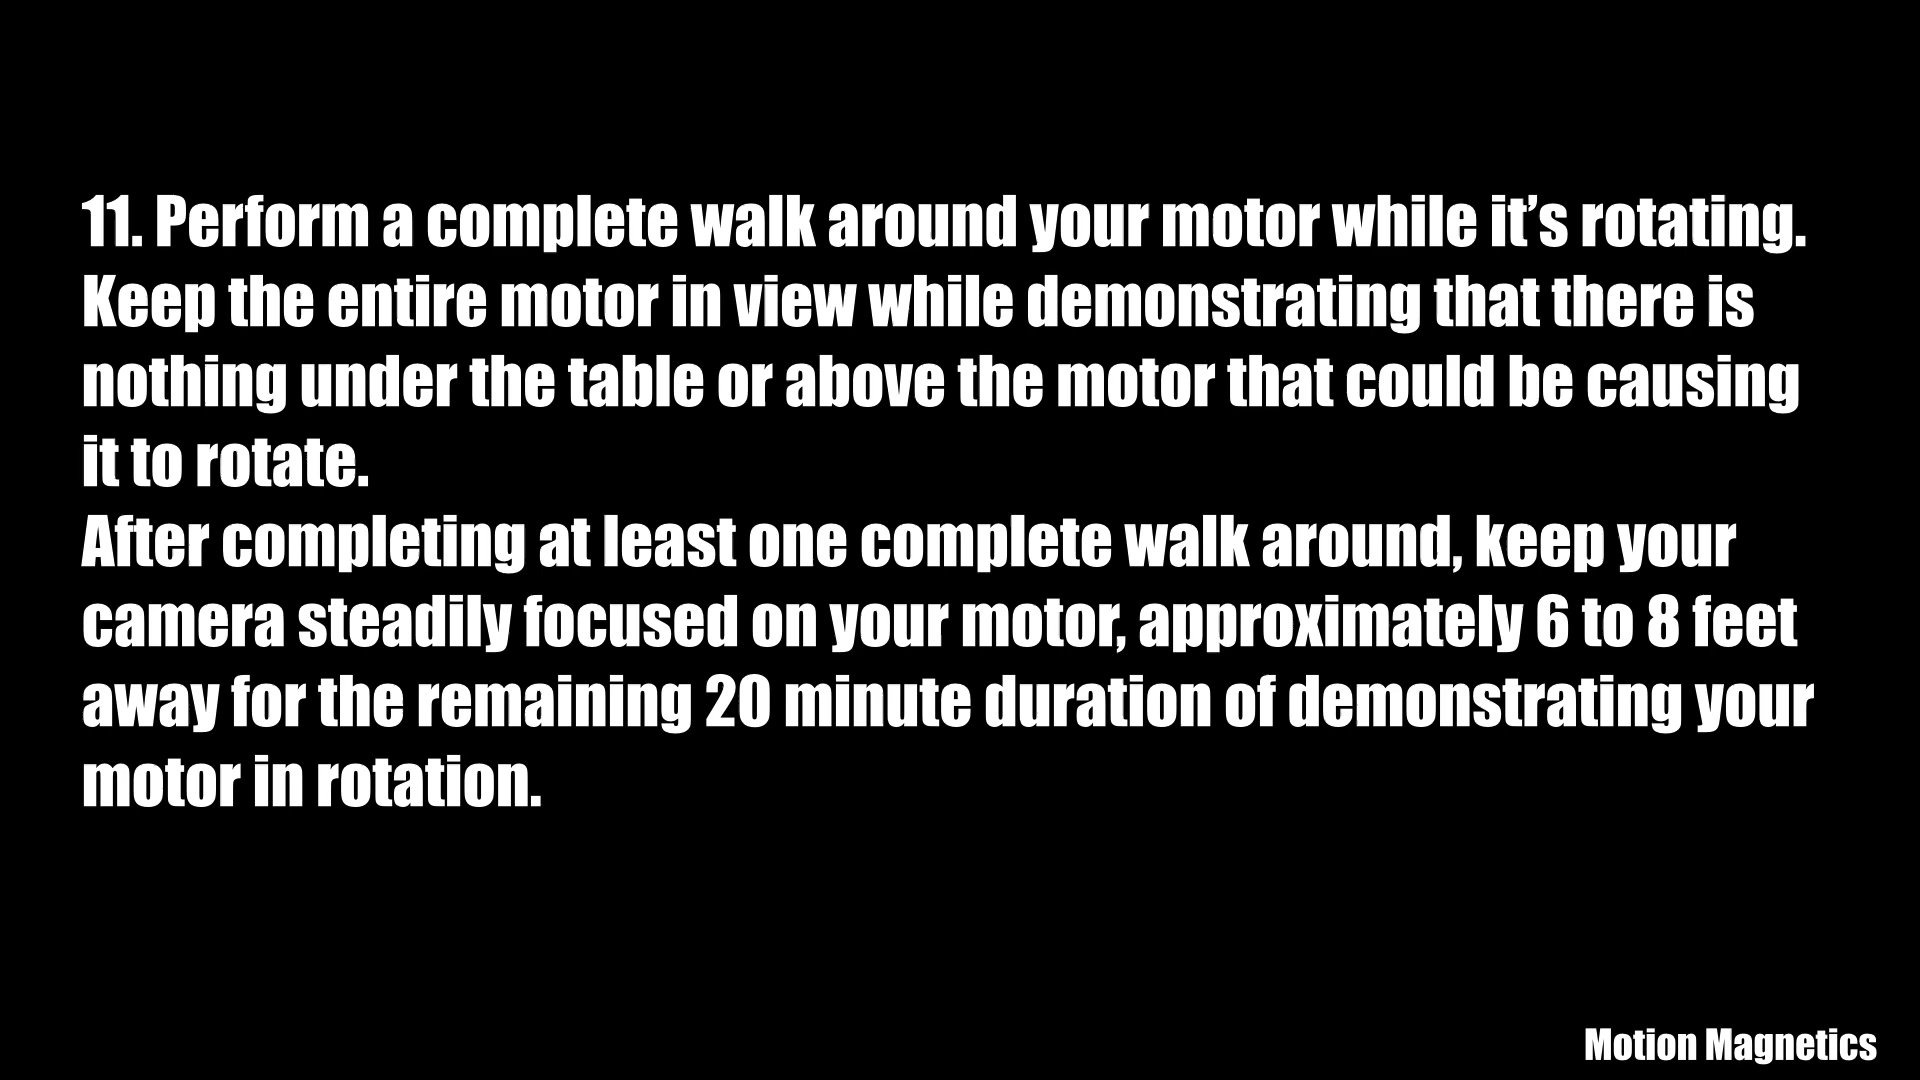 11. Perform a complete walk around your motor while it’s rotating.
Keep the entire motor in view while demonstrating that there is
nothing under the table or above the motor that could be causing
it to rotate.
After completing at least one complete walk around, keep your
camera steadily focused on your motor, approximately 6 to 8 feet
away for the remaining 20 minute duration of demonstrating your
motor in rotation.
Motion Magnetics